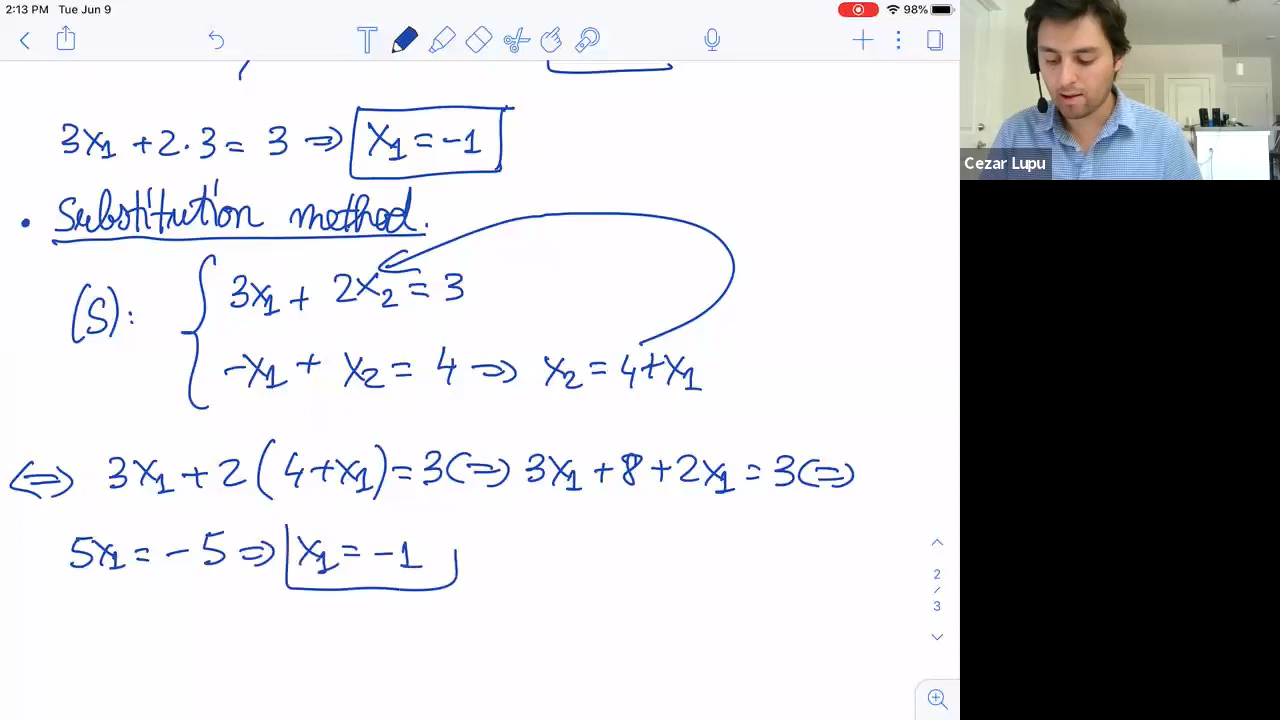 2:13 PM Tue Jun 9
98%
T
3x₁ + 2·3 = 3 ⇒ x₁ = -1
• Substitution method.
(S): { 3x₁ + 2x₂ = 3
-x₁ + x₂ = 4 ⇒ x₂ = 4+x₁
⇔ 3x₁ + 2(4+x₁) = 3 ⇔ 3x₁ + 8 + 2x₁ = 3 ⇔
5x₁ = -5 ⇒ x₁ = -1
2
/
3
Cezar Lupu